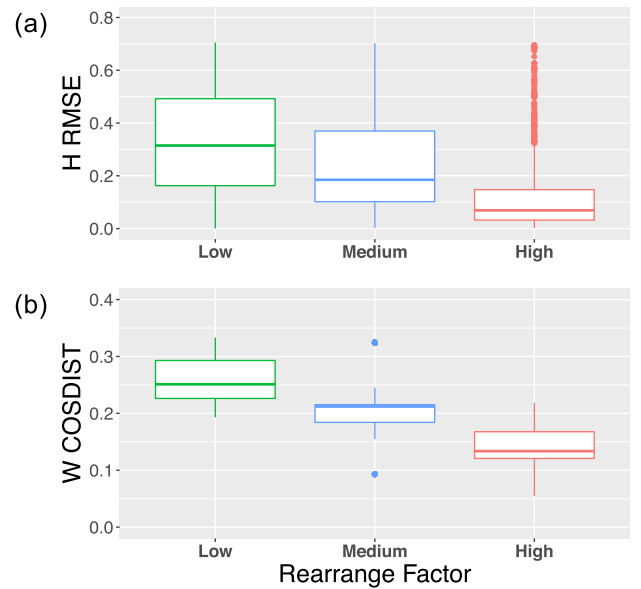 (a)
H RMSE
0.8
0.6
0.4
0.2
0.0
Low Medium High
(b)
W COSDIST
0.4
0.3
0.2
0.1
0.0
Low Medium High
Rearrange Factor